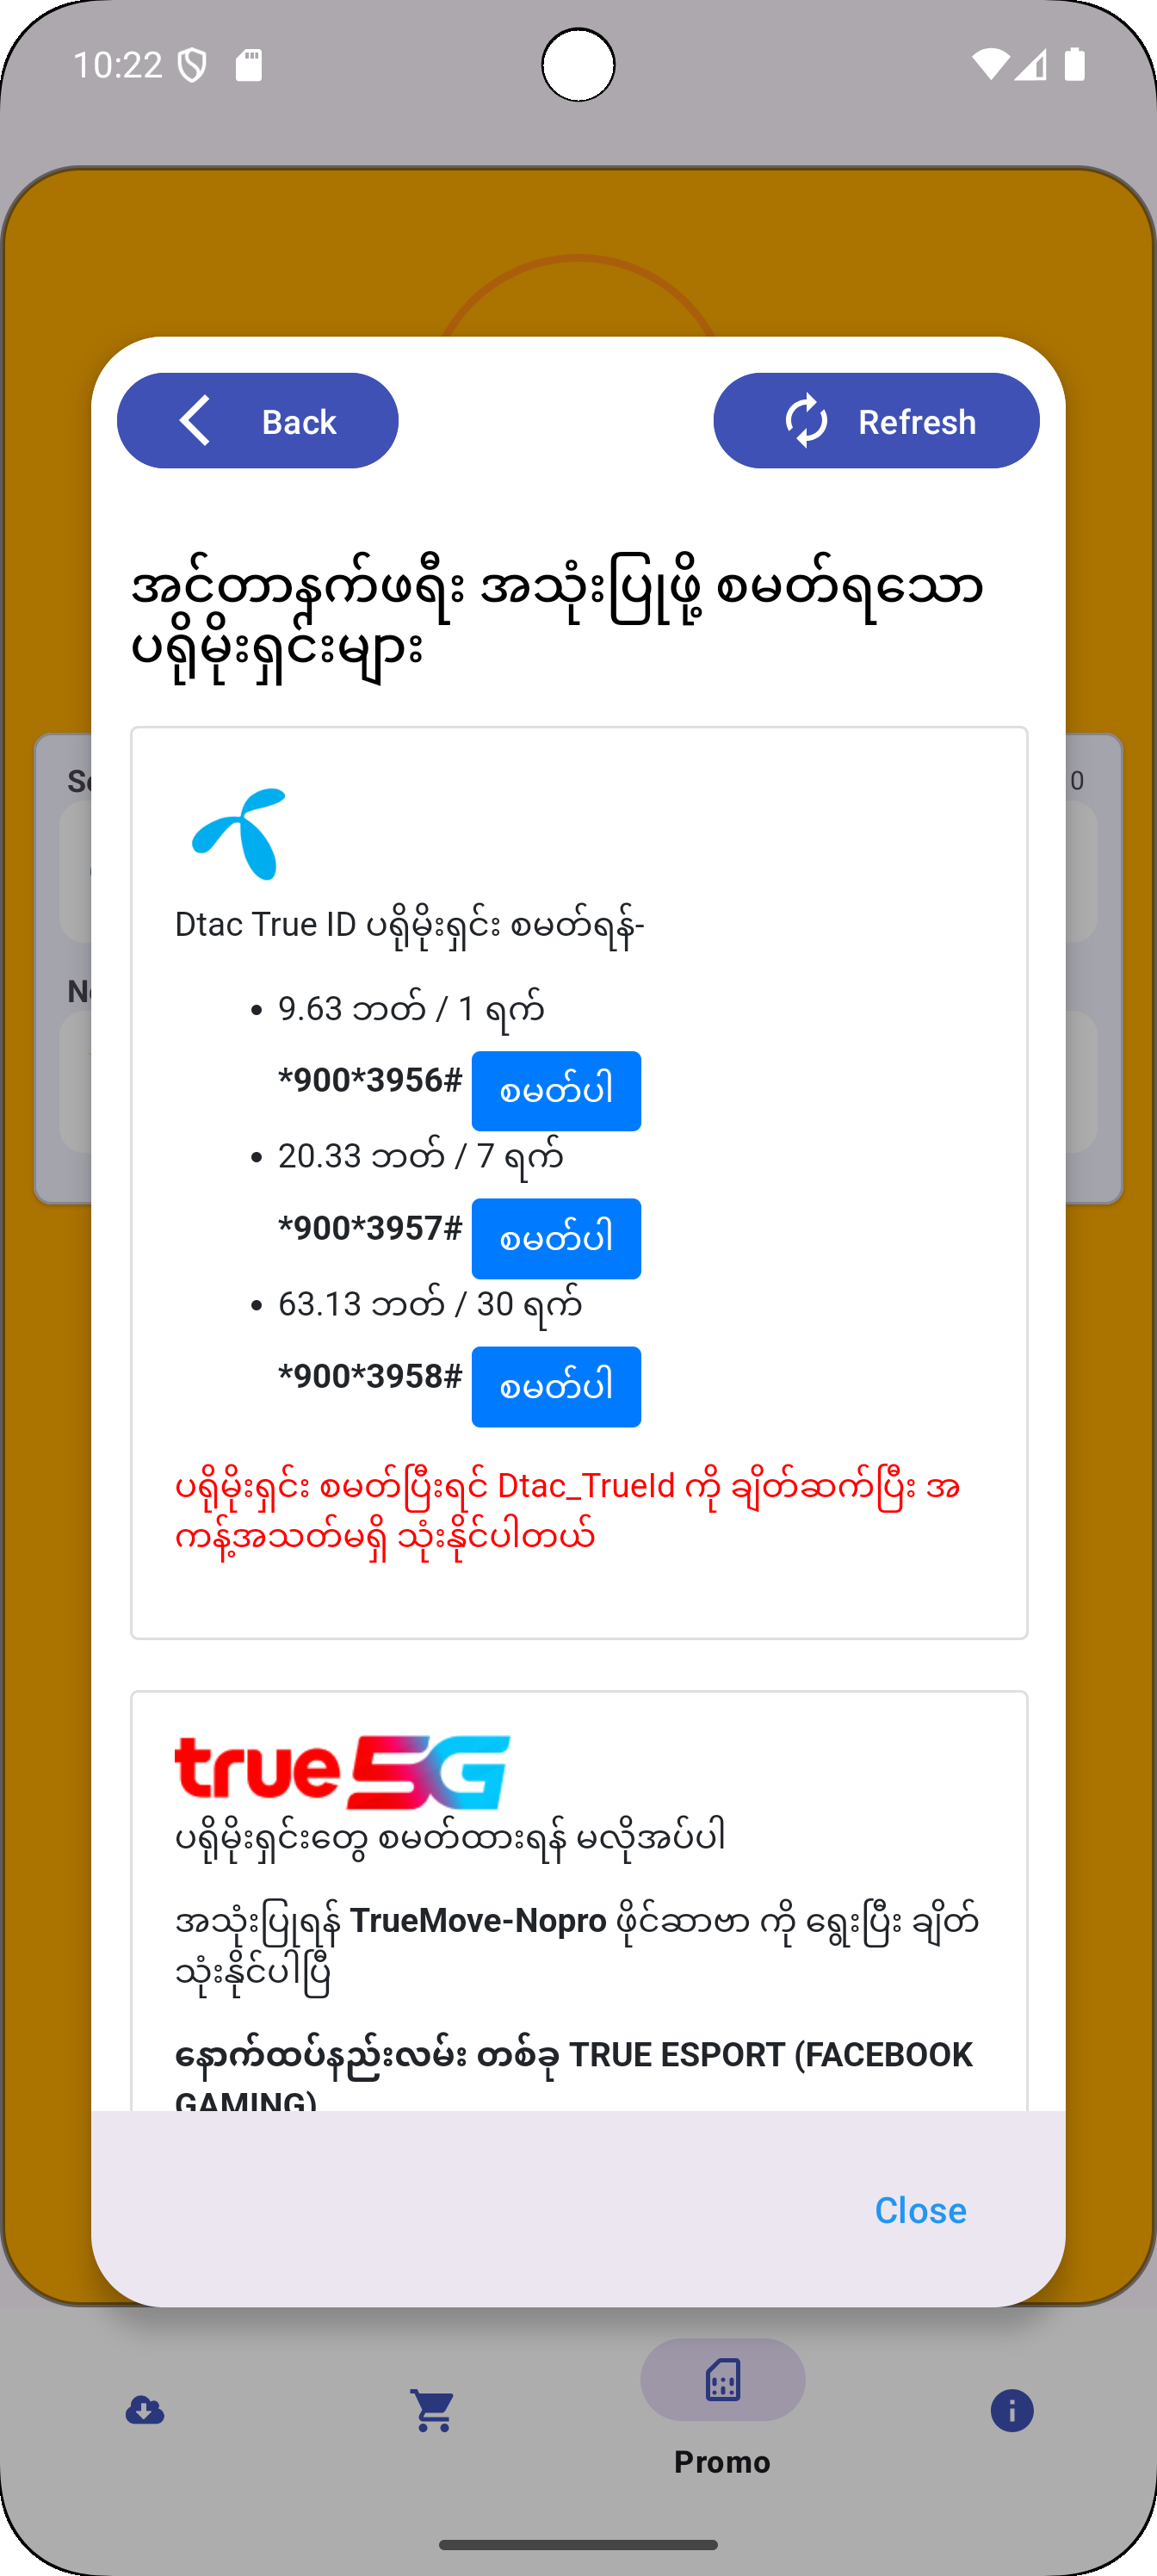 10:22
Back
Refresh
အင်တာနက်ဖရီး အသုံးပြုဖို့ စမတ်ရသော
ပရိုမိုးရှင်းများ
0
Dtac True ID ပရိုမိုးရှင်း စမတ်ရန်-
• 9.63 ဘတ် / 1 ရက်
*900*3956# စမတ်ပါ
• 20.33 ဘတ် / 7 ရက်
*900*3957# စမတ်ပါ
• 63.13 ဘတ် / 30 ရက်
*900*3958# စမတ်ပါ
ပရိုမိုးရှင်း စမတ်ပြီးရင် Dtac_TrueId ကို ချိတ်ဆက်ပြီး အ
ကန့်အသတ်မရှိ သုံးနိုင်ပါတယ်
true 5G
ပရိုမိုးရှင်းတွေ စမတ်ထားရန် မလိုအပ်ပါ
အသုံးပြုရန် TrueMove-Nopro ဖိုင်ဆာဗာ ကို ရွေးပြီး ချိတ်
သုံးနိုင်ပါပြီ
နောက်ထပ်နည်းလမ်း တစ်ခု TRUE ESPORT (FACEBOOK
GAMING)
Close
Promo